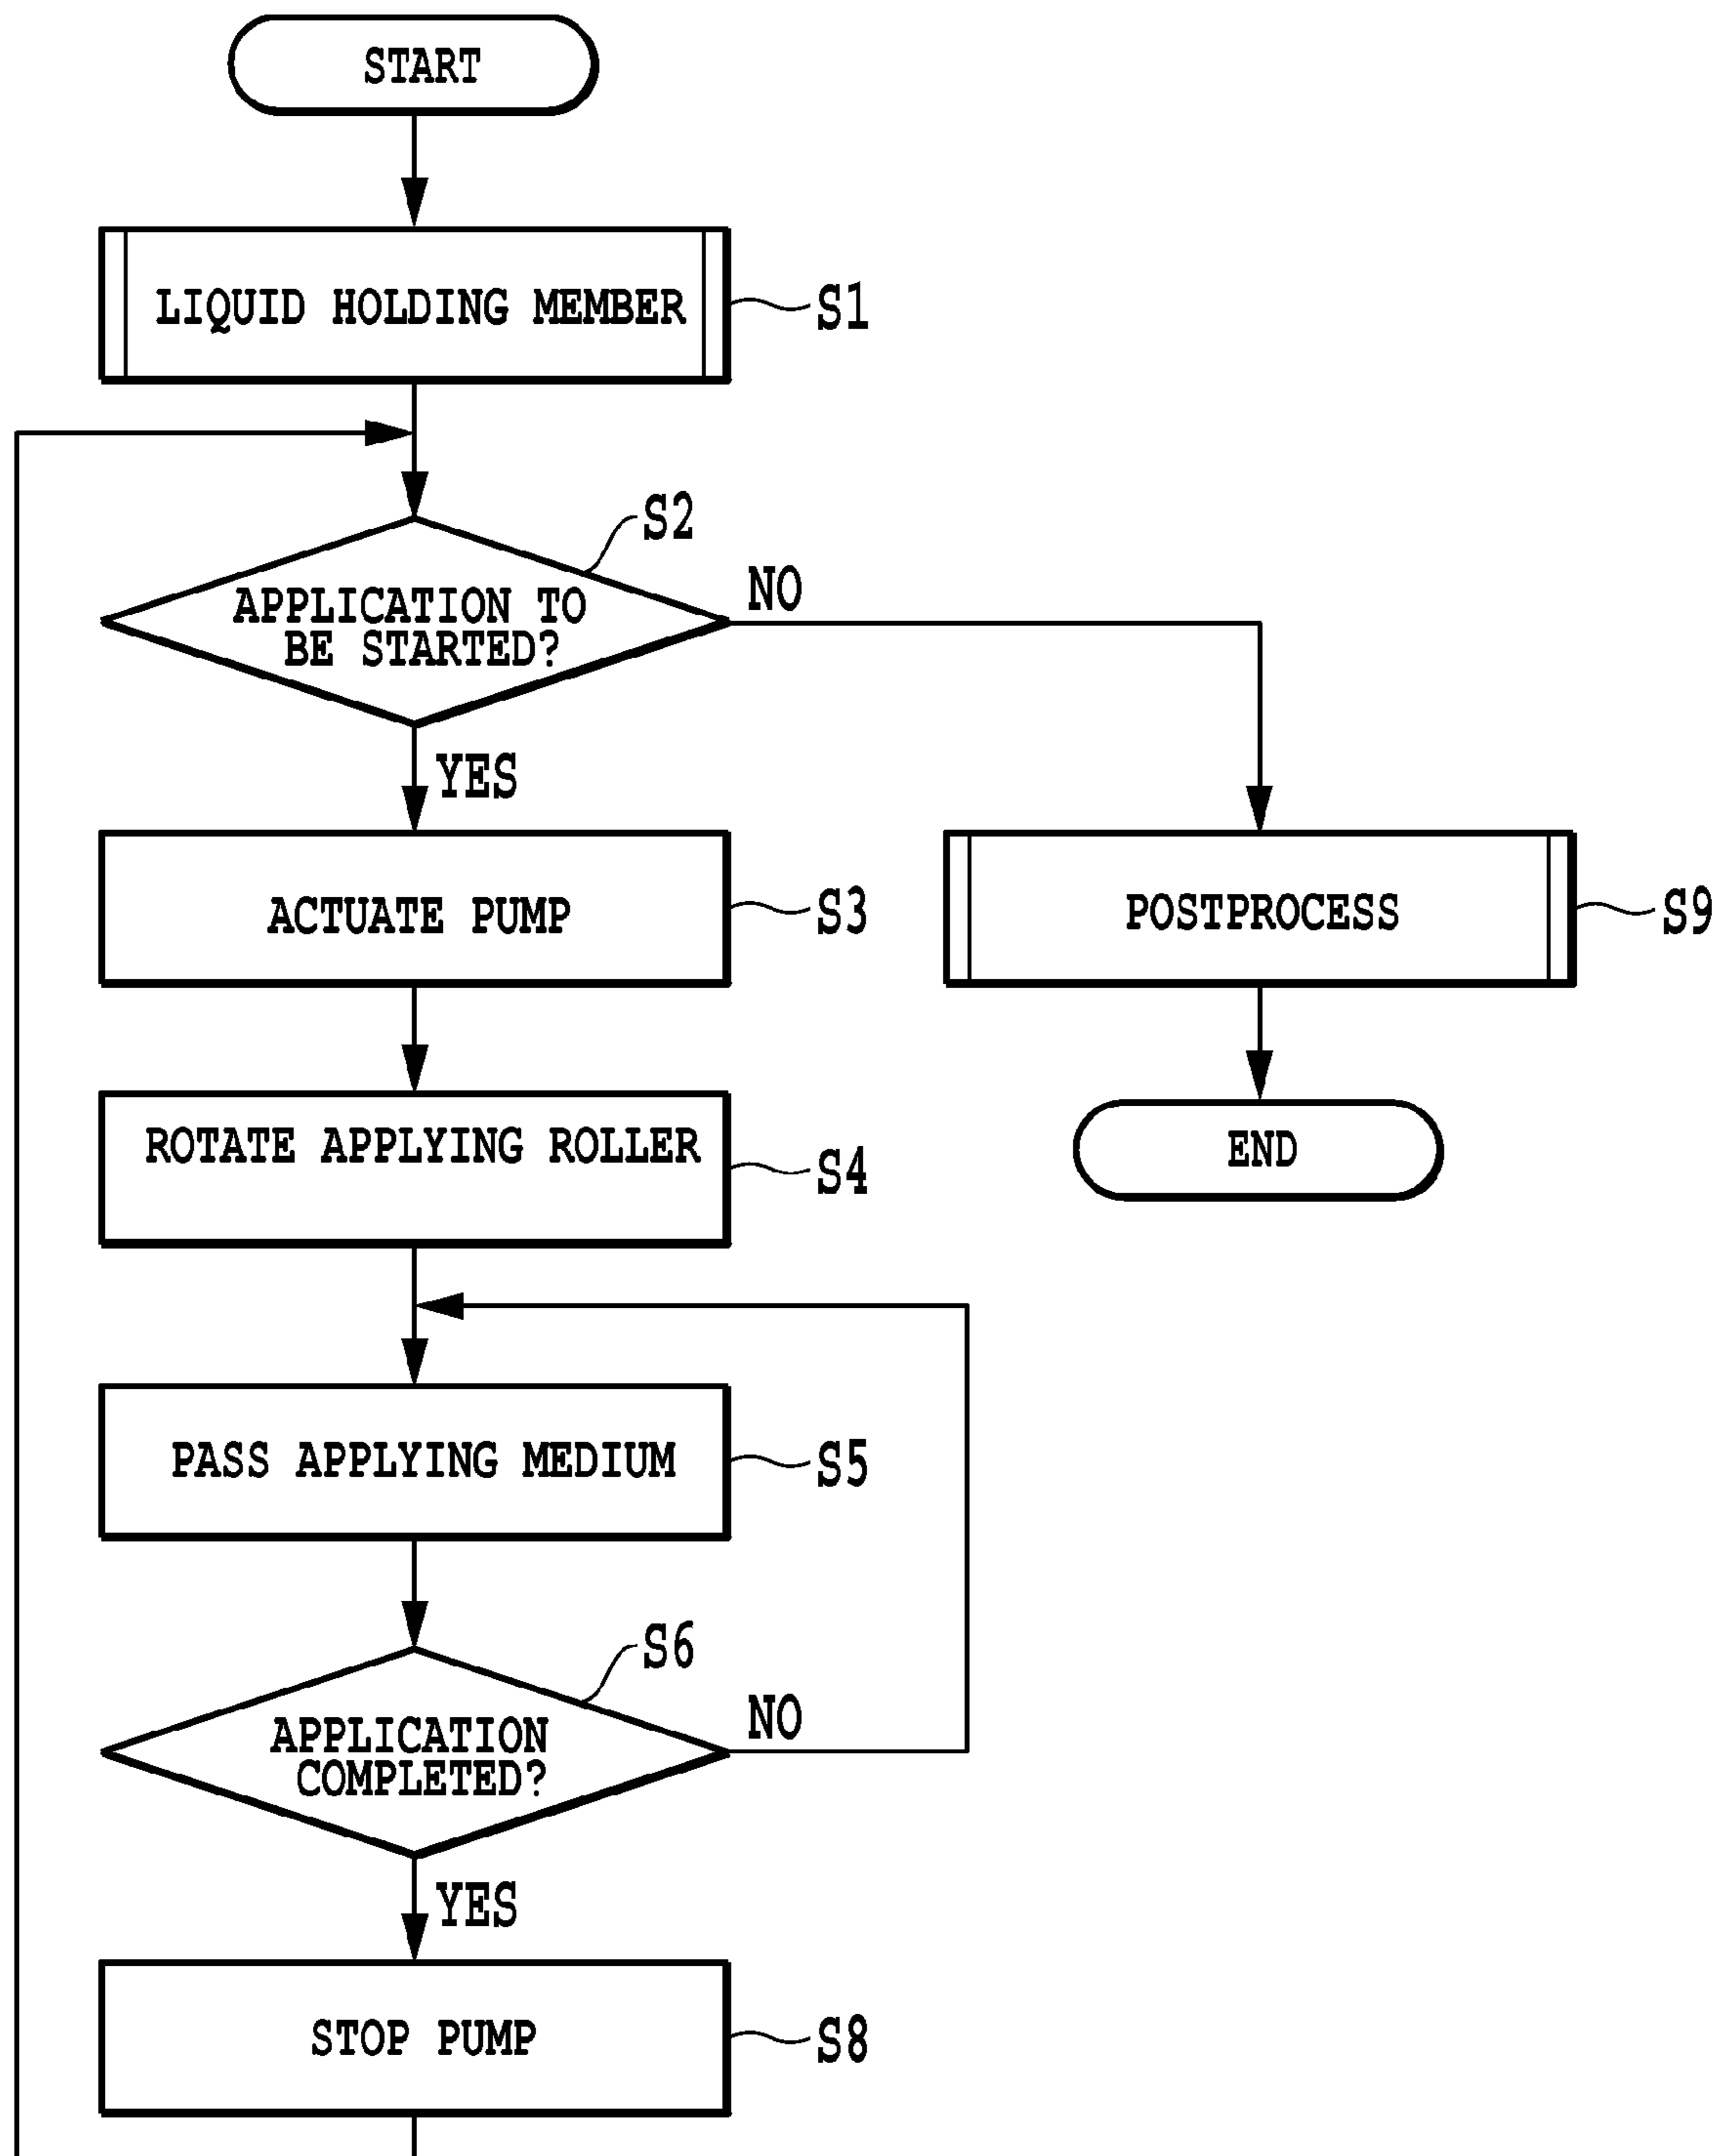 START
LIQUID HOLDING MEMBER
S1
S2
APPLICATION TO
BE STARTED?
NO
YES
ACTUATE PUMP
S3
POSTPROCESS
S9
ROTATE APPLYING ROLLER
S4
END
PASS APPLYING MEDIUM
S5
S6
APPLICATION
COMPLETED?
NO
YES
STOP PUMP
S8